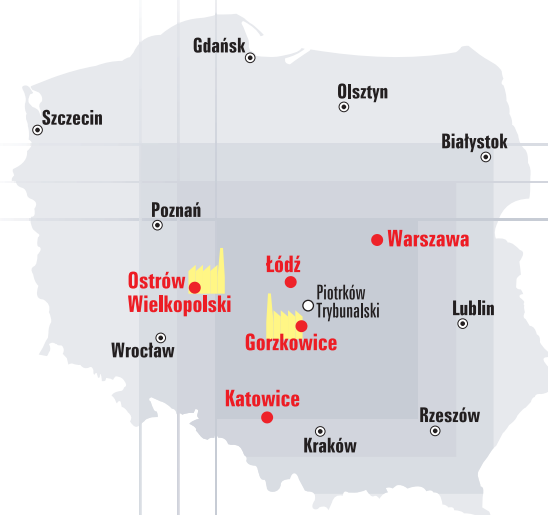 Gdańsk
Olsztyn
Szczecin
Białystok
Poznań
Warszawa
Łódź
Ostrów
Wielkopolski
Piotrków
Trybunalski
Lublin
Gorzkowice
Wrocław
Katowice
Rzeszów
Kraków